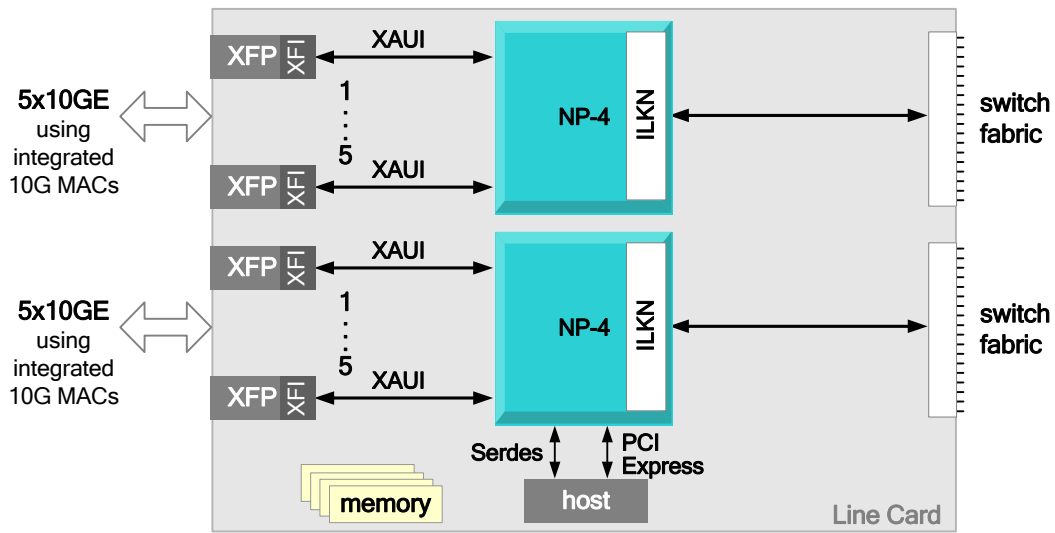 XFP XFI XAUI
5x10GE
using
integrated
10G MACs
1
5
NP-4
ILKN
switch
fabric
XFP XFI XAUI
XFP XFI XAUI
5x10GE
using
integrated
10G MACs
1
5
NP-4
ILKN
switch
fabric
XFP XFI XAUI
Serdes
PCI
Express
memory
host
Line Card